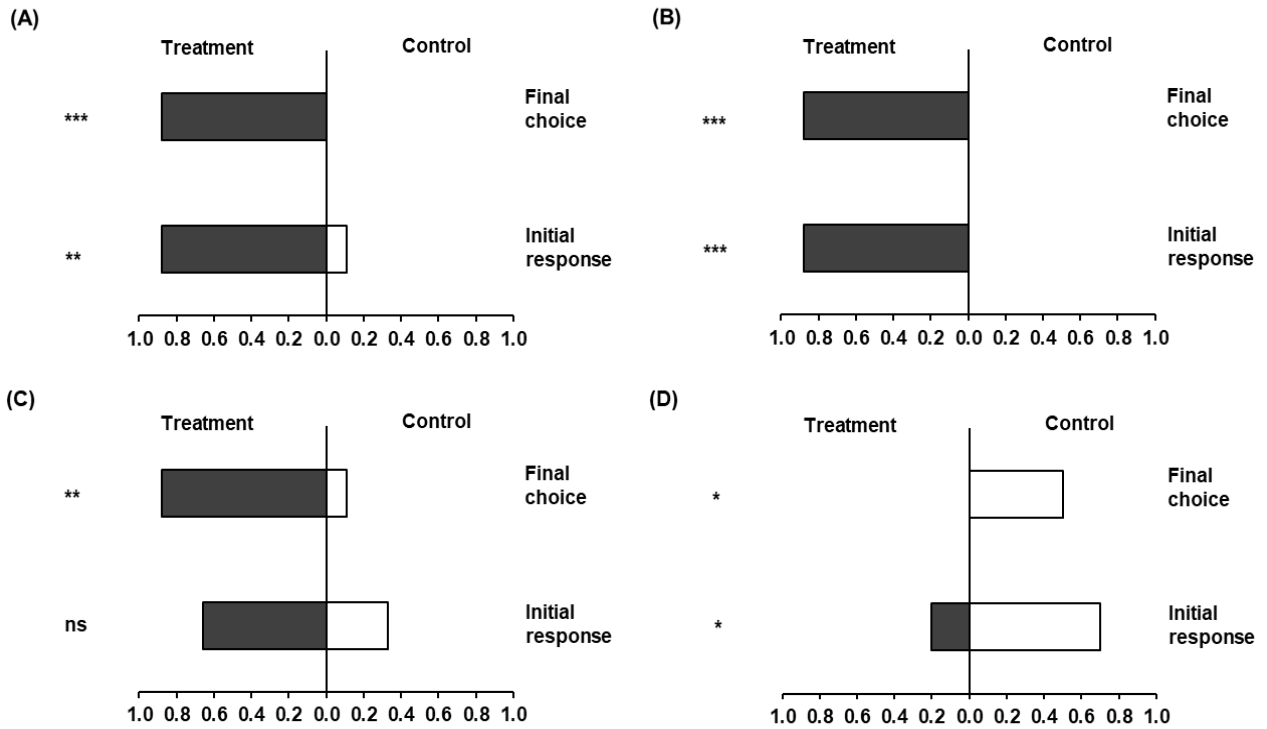 (A)
Treatment Control
*** Final
choice
** Initial
response
1.0 0.8 0.6 0.4 0.2 0.0 0.2 0.4 0.6 0.8 1.0
(B)
Treatment Control
*** Final
choice
*** Initial
response
1.0 0.8 0.6 0.4 0.2 0.0 0.2 0.4 0.6 0.8 1.0
(C)
Treatment Control
** Final
choice
ns Initial
response
1.0 0.8 0.6 0.4 0.2 0.0 0.2 0.4 0.6 0.8 1.0
(D)
Treatment Control
* Final
choice
* Initial
response
1.0 0.8 0.6 0.4 0.2 0.0 0.2 0.4 0.6 0.8 1.0